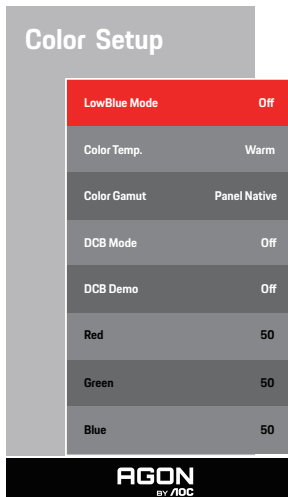 Color Setup
LowBlue Mode Off
Color Temp. Warm
Color Gamut Panel Native
DCB Mode Off
DCB Demo Off
Red 50
Green 50
Blue 50
AGON
BY AOC